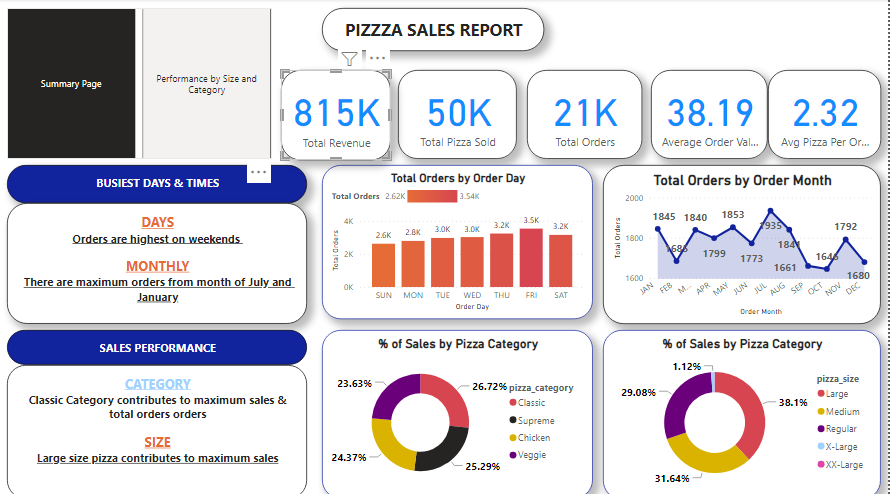 PIZZZA SALES REPORT
Summary Page
Performance by Size and
Category
815K
Total Revenue
50K
Total Pizza Sold
21K
Total Orders
38.19
Average Order Val...
2.32
Avg Pizza Per Or...
BUSIEST DAYS & TIMES
DAYS
Orders are highest on weekends
MONTHLY
There are maximum orders from month of July and
January
Total Orders by Order Day
Total Orders 2.62K 3.54K
Total Orders
4K
2K
0K
2.6K 2.8K 3.0K 3.0K 3.2K 3.5K 3.2K
SUN MON TUE WED THU FRI SAT
Order Day
Total Orders by Order Month
Total Orders
2000
1800
1600
1845 1685 1840 1799 1853 1773 1935 1841 1661 1646 1792 1680
JAN FEB M... APR MAY JUN JUL AUG SEP OCT NOV DEC
Order Month
SALES PERFORMANCE
CATEGORY
Classic Category contributes to maximum sales &
total orders orders
SIZE
Large size pizza contributes to maximum sales
% of Sales by Pizza Category
23.63%
26.72%
24.37%
25.29%
pizza_category
Classic
Supreme
Chicken
Veggie
% of Sales by Pizza Category
1.12%
29.08%
38.1%
31.64%
pizza_size
Large
Medium
Regular
X-Large
XX-Large